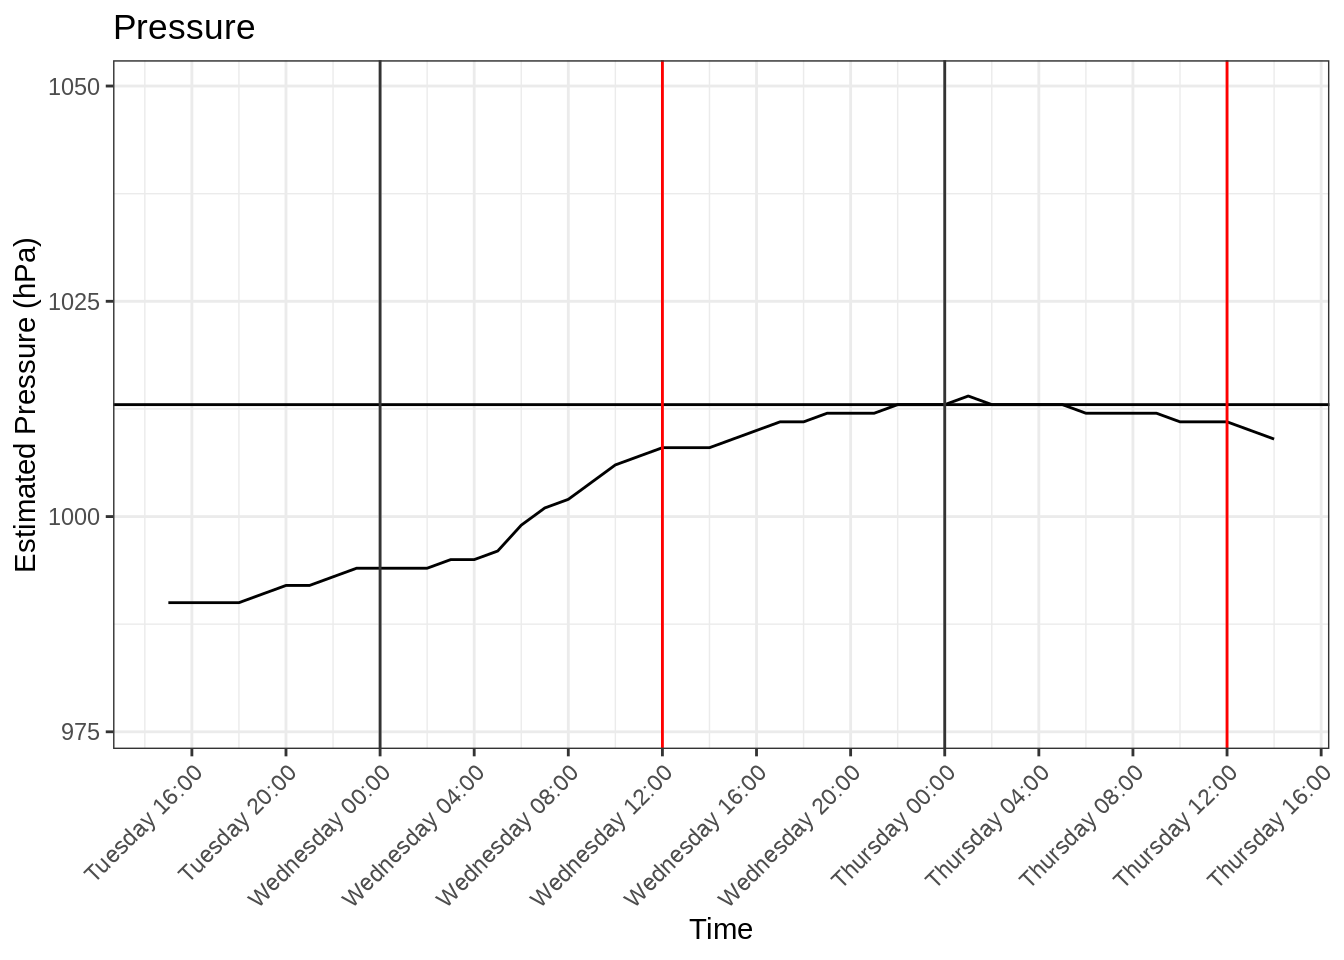 Pressure
Estimated Pressure (hPa)
1050
1025
1000
975
Tuesday 16:00
Tuesday 20:00
Wednesday 00:00
Wednesday 04:00
Wednesday 08:00
Wednesday 12:00
Wednesday 16:00
Wednesday 20:00
Thursday 00:00
Thursday 04:00
Thursday 08:00
Thursday 12:00
Thursday 16:00
Time